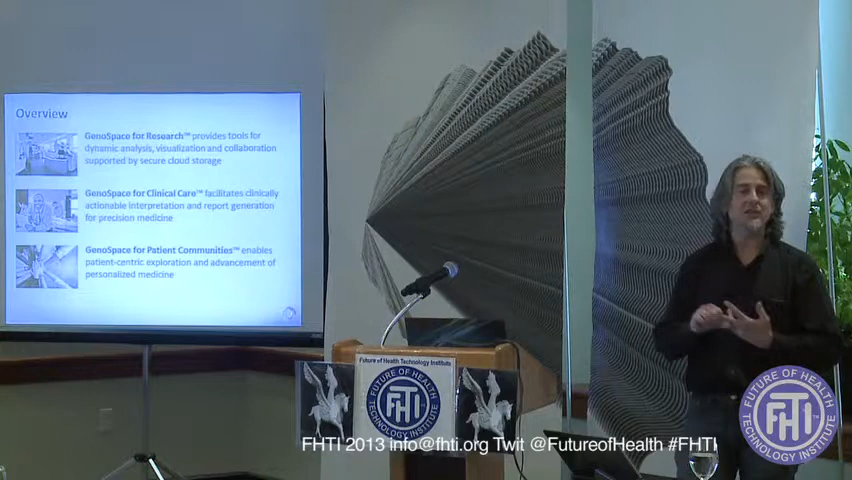 Overview
GenoSpace for Research™ provides tools for
dynamic analysis, visualization and collaboration
supported by secure cloud storage
GenoSpace for Clinical Care™ facilitates clinically
actionable interpretation and report generation
for precision medicine
GenoSpace for Patient Communities™ enables
patient-centric exploration and advancement of
personalized medicine
Future of Health Technology Institute
FUTURE OF HEALTH
FHTI
TECHNOLOGY INSTITUTE
FHTI 2013 info@fhti.org Twit @FutureofHealth #FHTI
FUTURE OF HEALTH
FHTI
TECHNOLOGY INSTITUTE